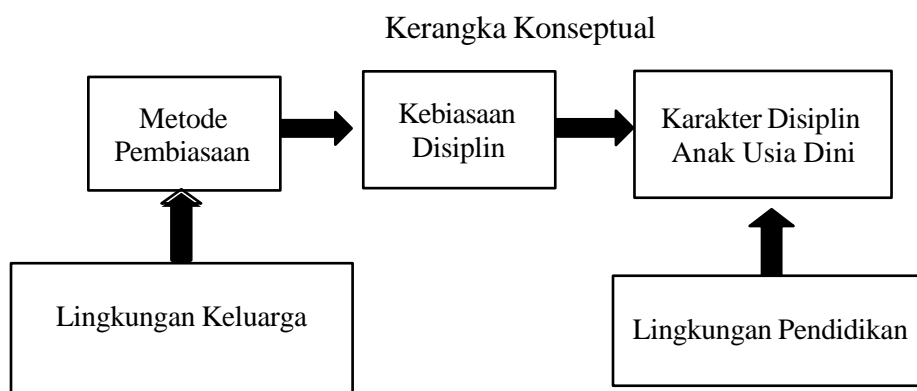 Kerangka Konseptual
Metode
Pembiasaan
Kebiasaan
Disiplin
Karakter Disiplin
Anak Usia Dini
Lingkungan Keluarga
Lingkungan Pendidikan